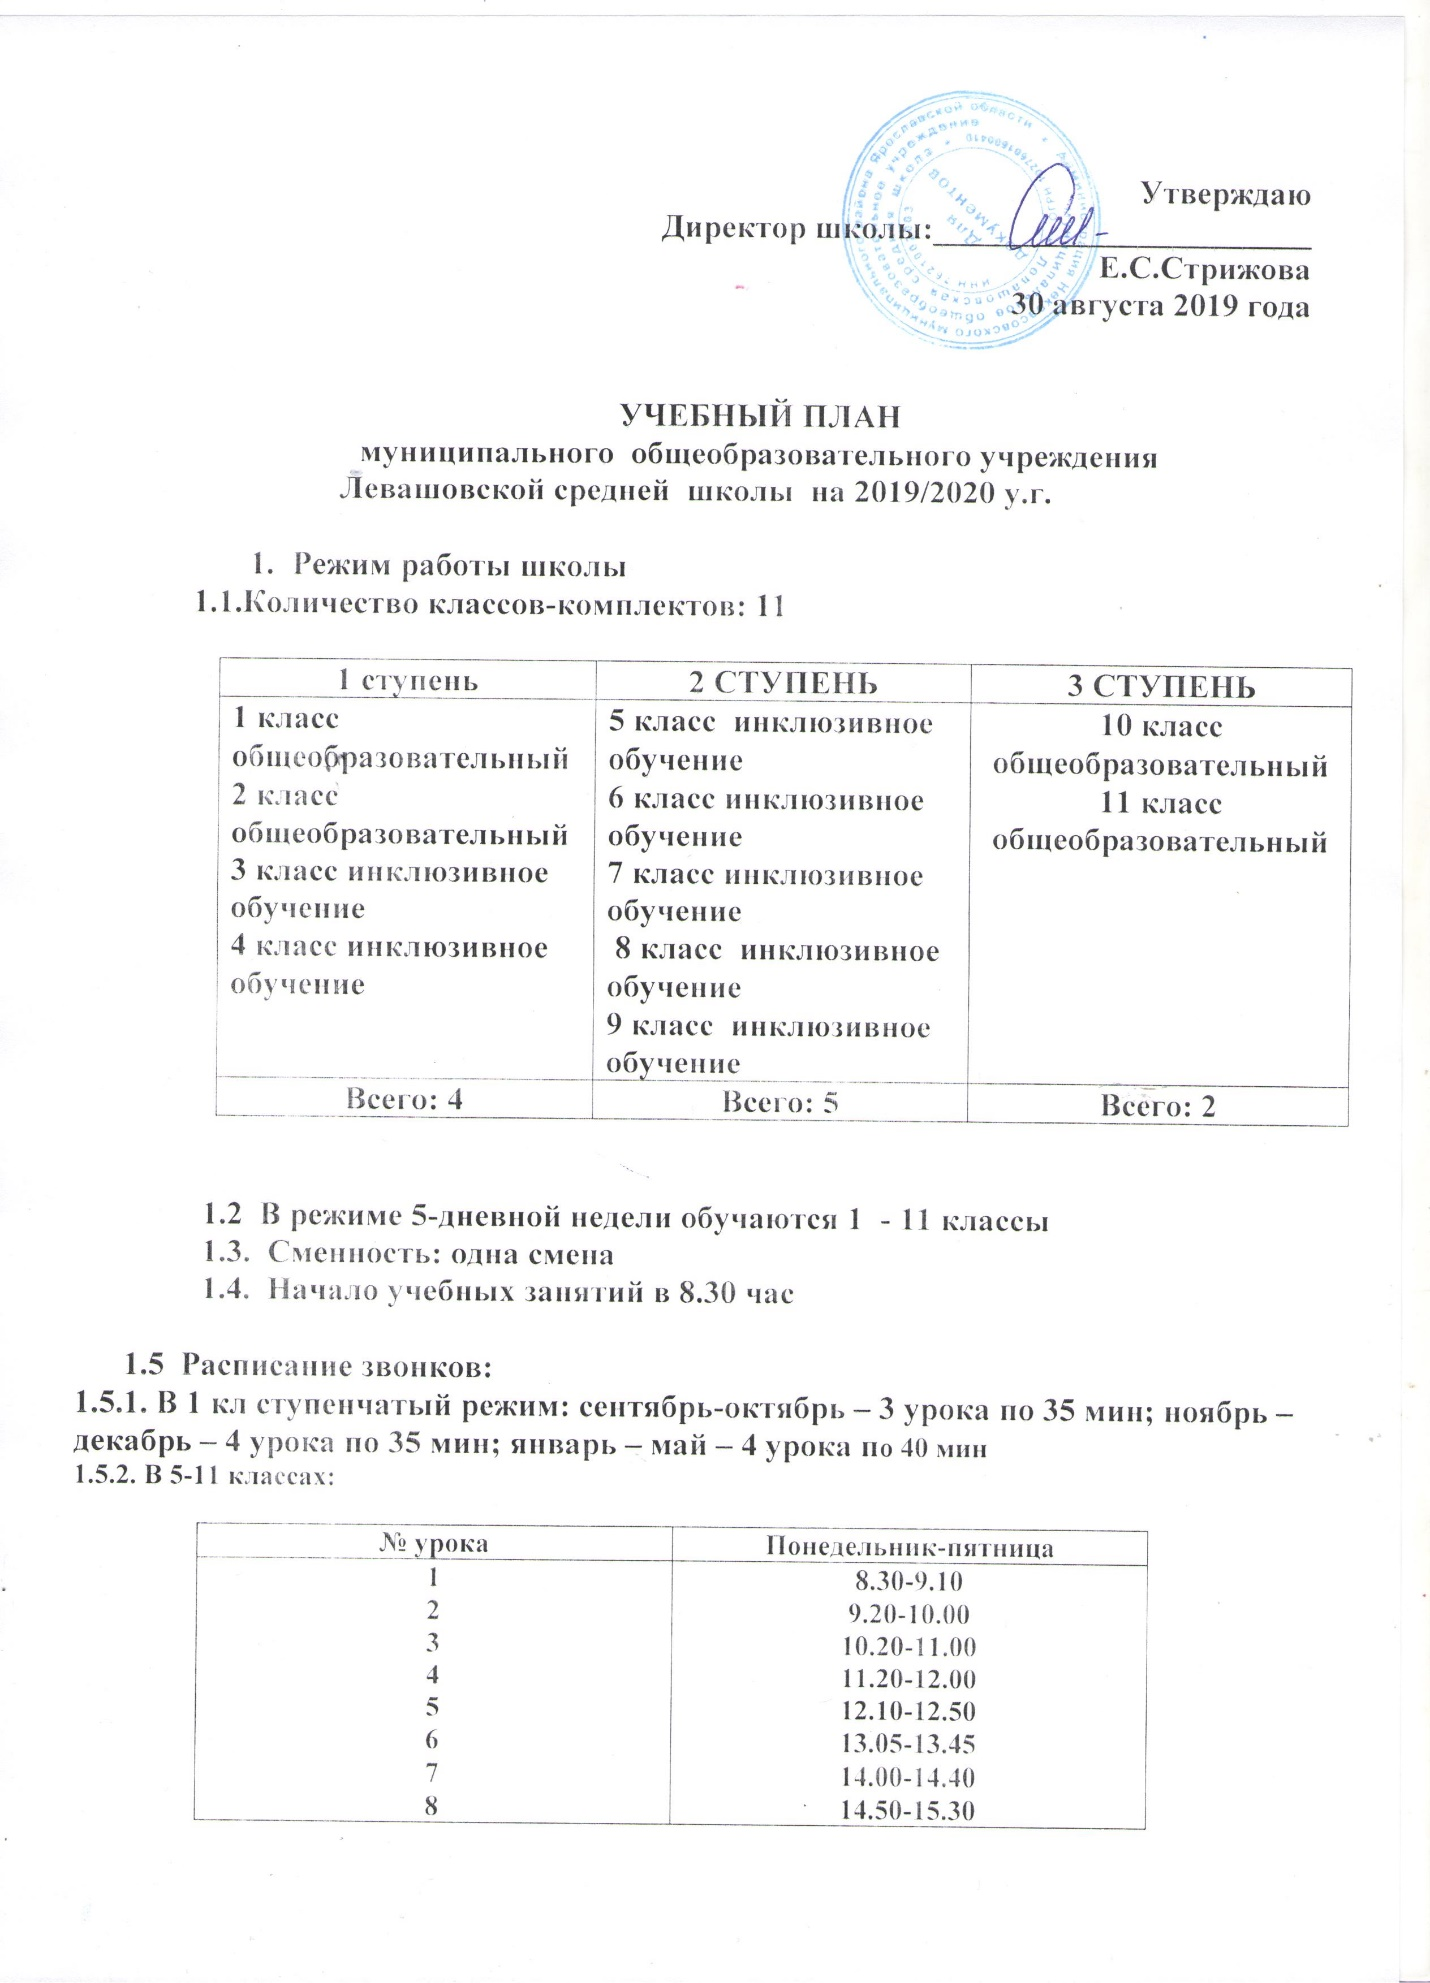 Утверждаю
Директор школы:
Е.С.Стрижова
30 августа 2019 года
Для
документов
УЧЕБНЫЙ ПЛАН
муниципального общеобразовательного учреждения
Левашовской средней школы на 2019/2020 у.г.
1. Режим работы школы
1.1.Количество классов-комплектов: 11
1 ступень 2 СТУПЕНЬ 3 СТУПЕНЬ
1 класс
общеобразовательный
2 класс
общеобразовательный
3 класс инклюзивное
обучение
4 класс инклюзивное
обучение
5 класс инклюзивное
обучение
6 класс инклюзивное
обучение
7 класс инклюзивное
обучение
8 класс инклюзивное
обучение
9 класс инклюзивное
обучение
10 класс
общеобразовательный
11 класс
общеобразовательный
Всего: 4 Всего: 5 Всего: 2
1.2 В режиме 5-дневной недели обучаются 1 - 11 классы
1.3. Сменность: одна смена
1.4. Начало учебных занятий в 8.30 час
1.5 Расписание звонков:
1.5.1. В 1 кл ступенчатый режим: сентябрь-октябрь – 3 урока по 35 мин; ноябрь –
декабрь – 4 урока по 35 мин; январь – май – 4 урока по 40 мин
1.5.2. В 5-11 классах:
№ урока Понедельник-пятница
1 8.30-9.10
2 9.20-10.00
3 10.20-11.00
4 11.20-12.00
5 12.10-12.50
6 13.05-13.45
7 14.00-14.40
8 14.50-15.30